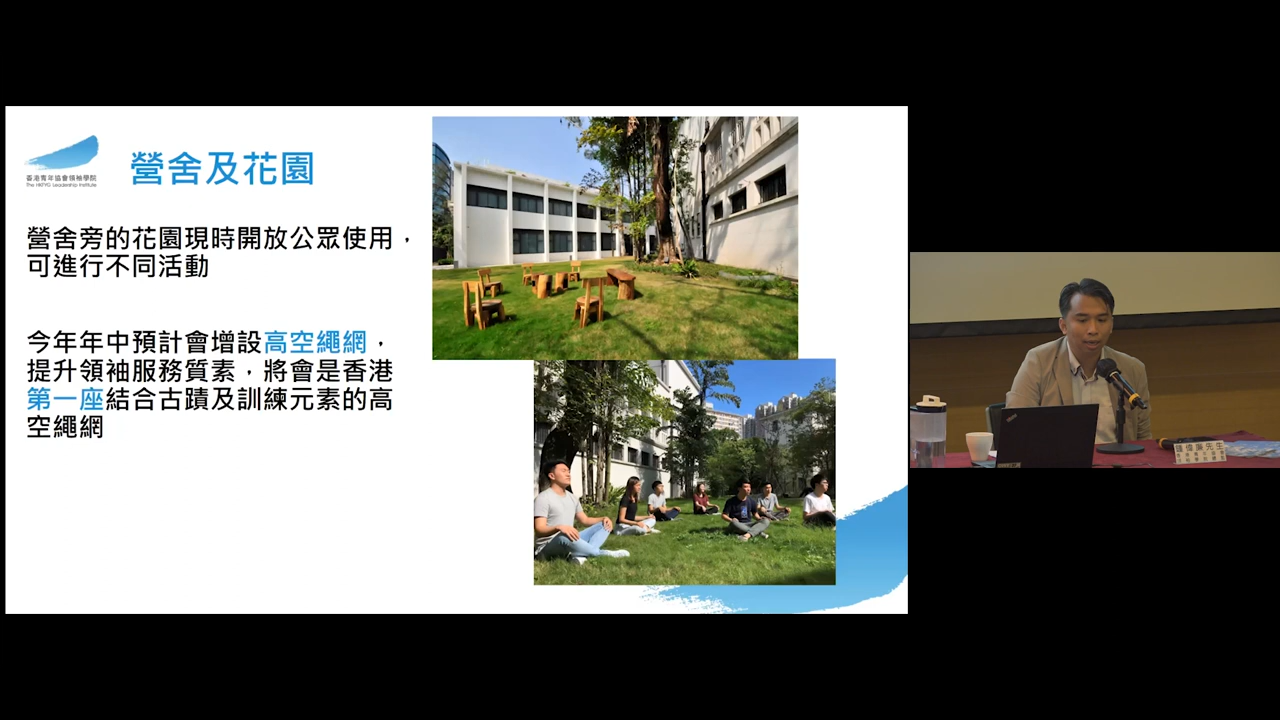 香港青年協會領袖學院
The HKFYG Leadership Institute
營舍及花園
營舍旁的花園現時開放公眾使用，
可進行不同活動
今年年中預計會增設高空繩網，
提升領袖服務質素，將會是香港
第一座結合古蹟及訓練元素的高
空繩網
ThinkPad